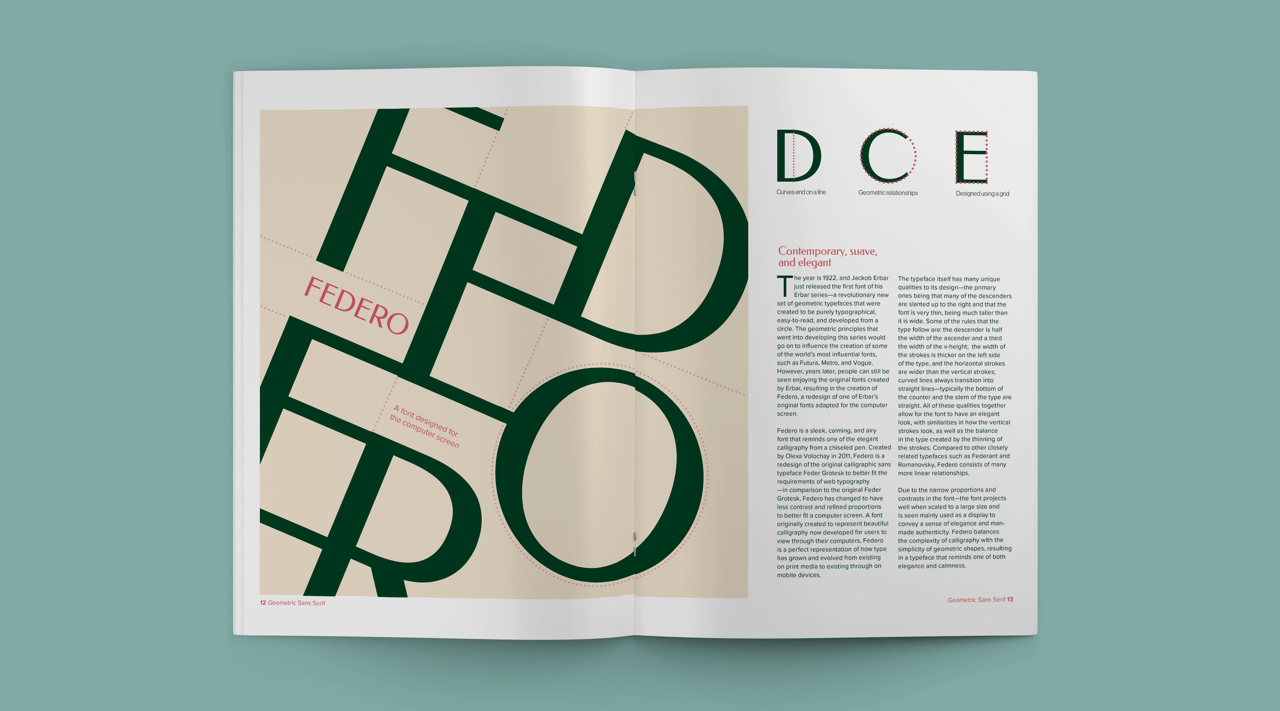 FED
ERO
FEDERO
A font designed for
the computer screen
12 Geometric Sans Serif
D C E
Curves end on a line
Geometric relationships
Designed using a grid
Contemporary, suave,
and elegant
The year is 1922, and Jackob Erbar
just released the first font of his
Erbar series—a revolutionary new
set of geometric typefaces that were
created to be purely typographical,
easy-to-read, and developed from a
circle. The geometric principles that
went into developing this series would
go on to influence the creation of some
of the world's most influential fonts,
such as Futura, Metro, and Vogue.
However, years later, people can still be
seen enjoying the original fonts created
by Erbar, resulting in the creation of
Federo, a redesign of one of Erbar's
original fonts adapted for the computer
screen.
Federo is a sleek, calming, and airy
font that reminds one of the elegant
calligraphy from a chiseled pen. Created
by Olexa Volochay in 2011, Federo is a
redesign of the original calligraphic sans
typeface Feder Grotesk to better fit the
requirements of web typography
—in comparison to the original Feder
Grotesk, Federo has changed to have
less contrast and refined proportions
to better fit a computer screen. A font
originally created to represent beautiful
calligraphy now developed for users to
view through their computers, Federo
is a perfect representation of how type
has grown and evolved from existing
on print media to existing through on
mobile devices.
The typeface itself has many unique
qualities to its design—the primary
ones being that many of the descenders
are slanted up to the right and that the
font is very thin, being much taller than
it is wide. Some of the rules that the
type follow are: the descender is half
the width of the ascender and a third
the width of the x-height; the width of
the strokes is thicker on the left side
of the type, and the horizontal strokes
are wider than the vertical strokes;
curved lines always transition into
straight lines—typically the bottom of
the counter and the stem of the type are
straight. All of these qualities together
allow for the font to have an elegant
look, with similarities in how the vertical
strokes look, as well as the balance
in the type created by the thinning of
the strokes. Compared to other closely
related typefaces such as Federant and
Romanovsky, Federo consists of many
more linear relationships.
Due to the narrow proportions and
contrasts in the font—the font projects
well when scaled to a large size and
is seen mainly used as a display to
convey a sense of elegance and man-
made authenticity. Federo balances
the complexity of calligraphy with the
simplicity of geometric shapes, resulting
in a typeface that reminds one of both
elegance and calmness.
Geometric Sans Serif 13